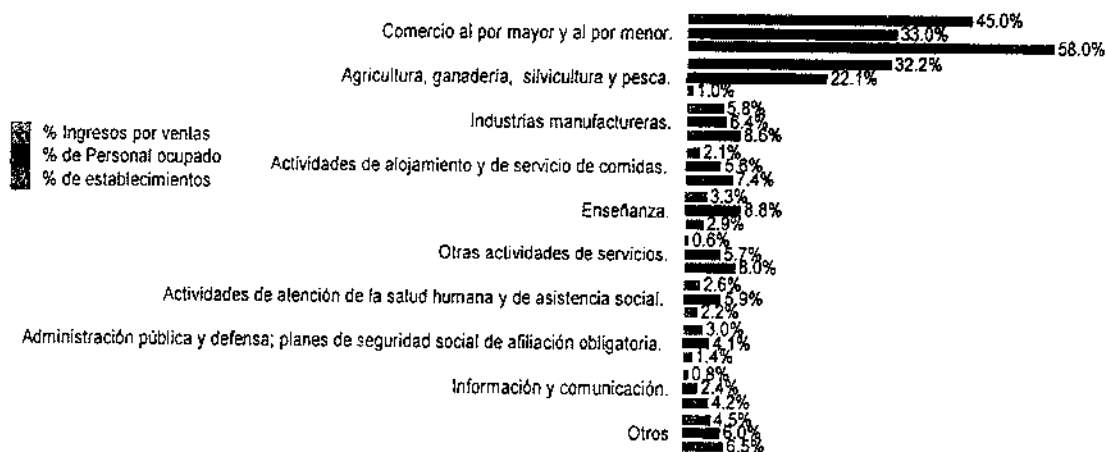 45.0%
Comercio al por mayor y al por menor. 33.0%
58.0%
32.2%
Agricultura, ganadería, silvicultura y pesca. 22.1%
1.0%
5.8%
Industrias manufactureras. 6.4%
8.6%
% Ingresos por ventas
% de Personal ocupado
% de establecimientos
2.1%
Actividades de alojamiento y de servicio de comidas. 5.6%
7.4%
3.3%
Enseñanza. 8.8%
2.9%
0.6%
Otras actividades de servicios. 5.7%
8.0%
2.6%
Actividades de atención de la salud humana y de asistencia social. 5.9%
2.2%
3.0%
Administración pública y defensa; planes de seguridad social de afiliación obligatoria. 4.1%
1.4%
0.8%
Información y comunicación. 2.4%
4.2%
4.5%
Otros 6.0%
6.5%